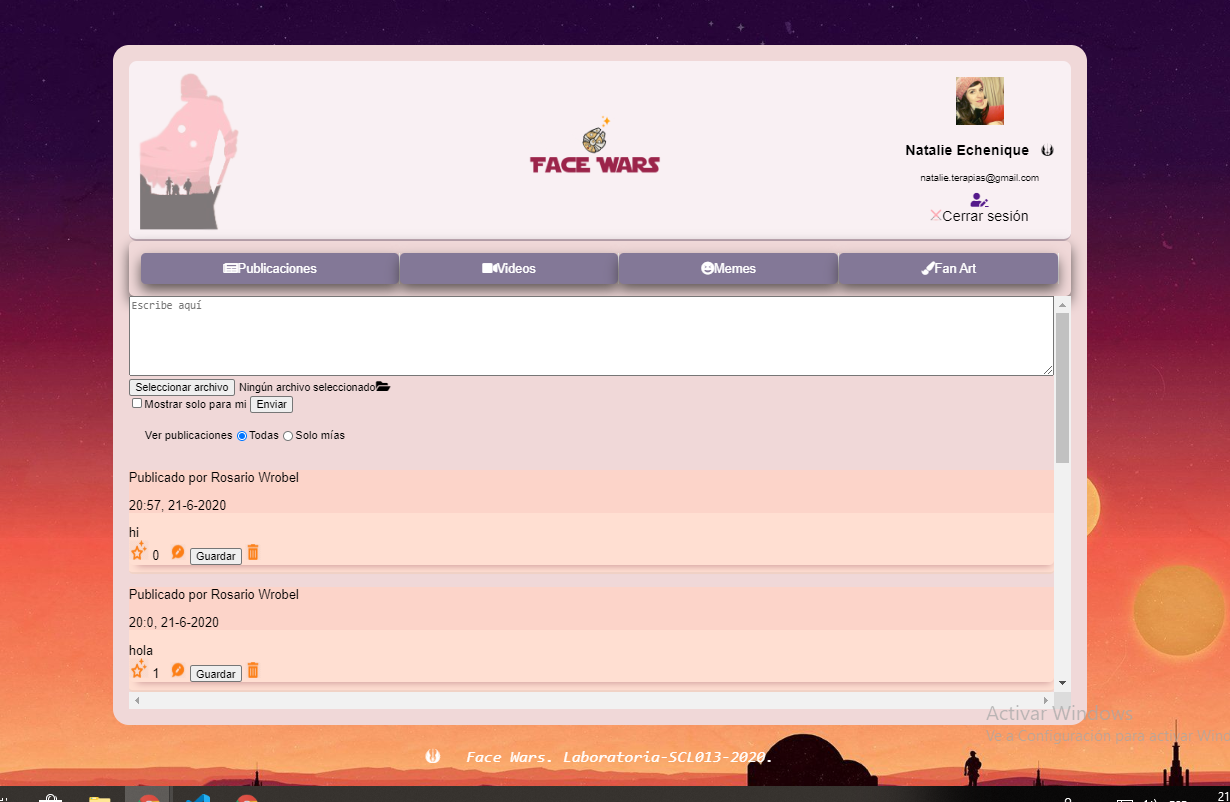 FACE WARS
Natalie Echenique
natalie.terapias@gmail.com
Cerrar sesión
Publicaciones
Videos
Memes
Fan Art
Escribe aquí
Seleccionar archivo Ningún archivo seleccionado
Mostrar solo para mi Enviar
Ver publicaciones Todas Solo mías
Publicado por Rosario Wrobel
20:57, 21-6-2020
hi
0 Guardar
Publicado por Rosario Wrobel
20:0, 21-6-2020
hola
1 Guardar
Activar Windows
Ve a Configuración para activar Wind
Face Wars. Laboratoria-SCL013-2020.
21